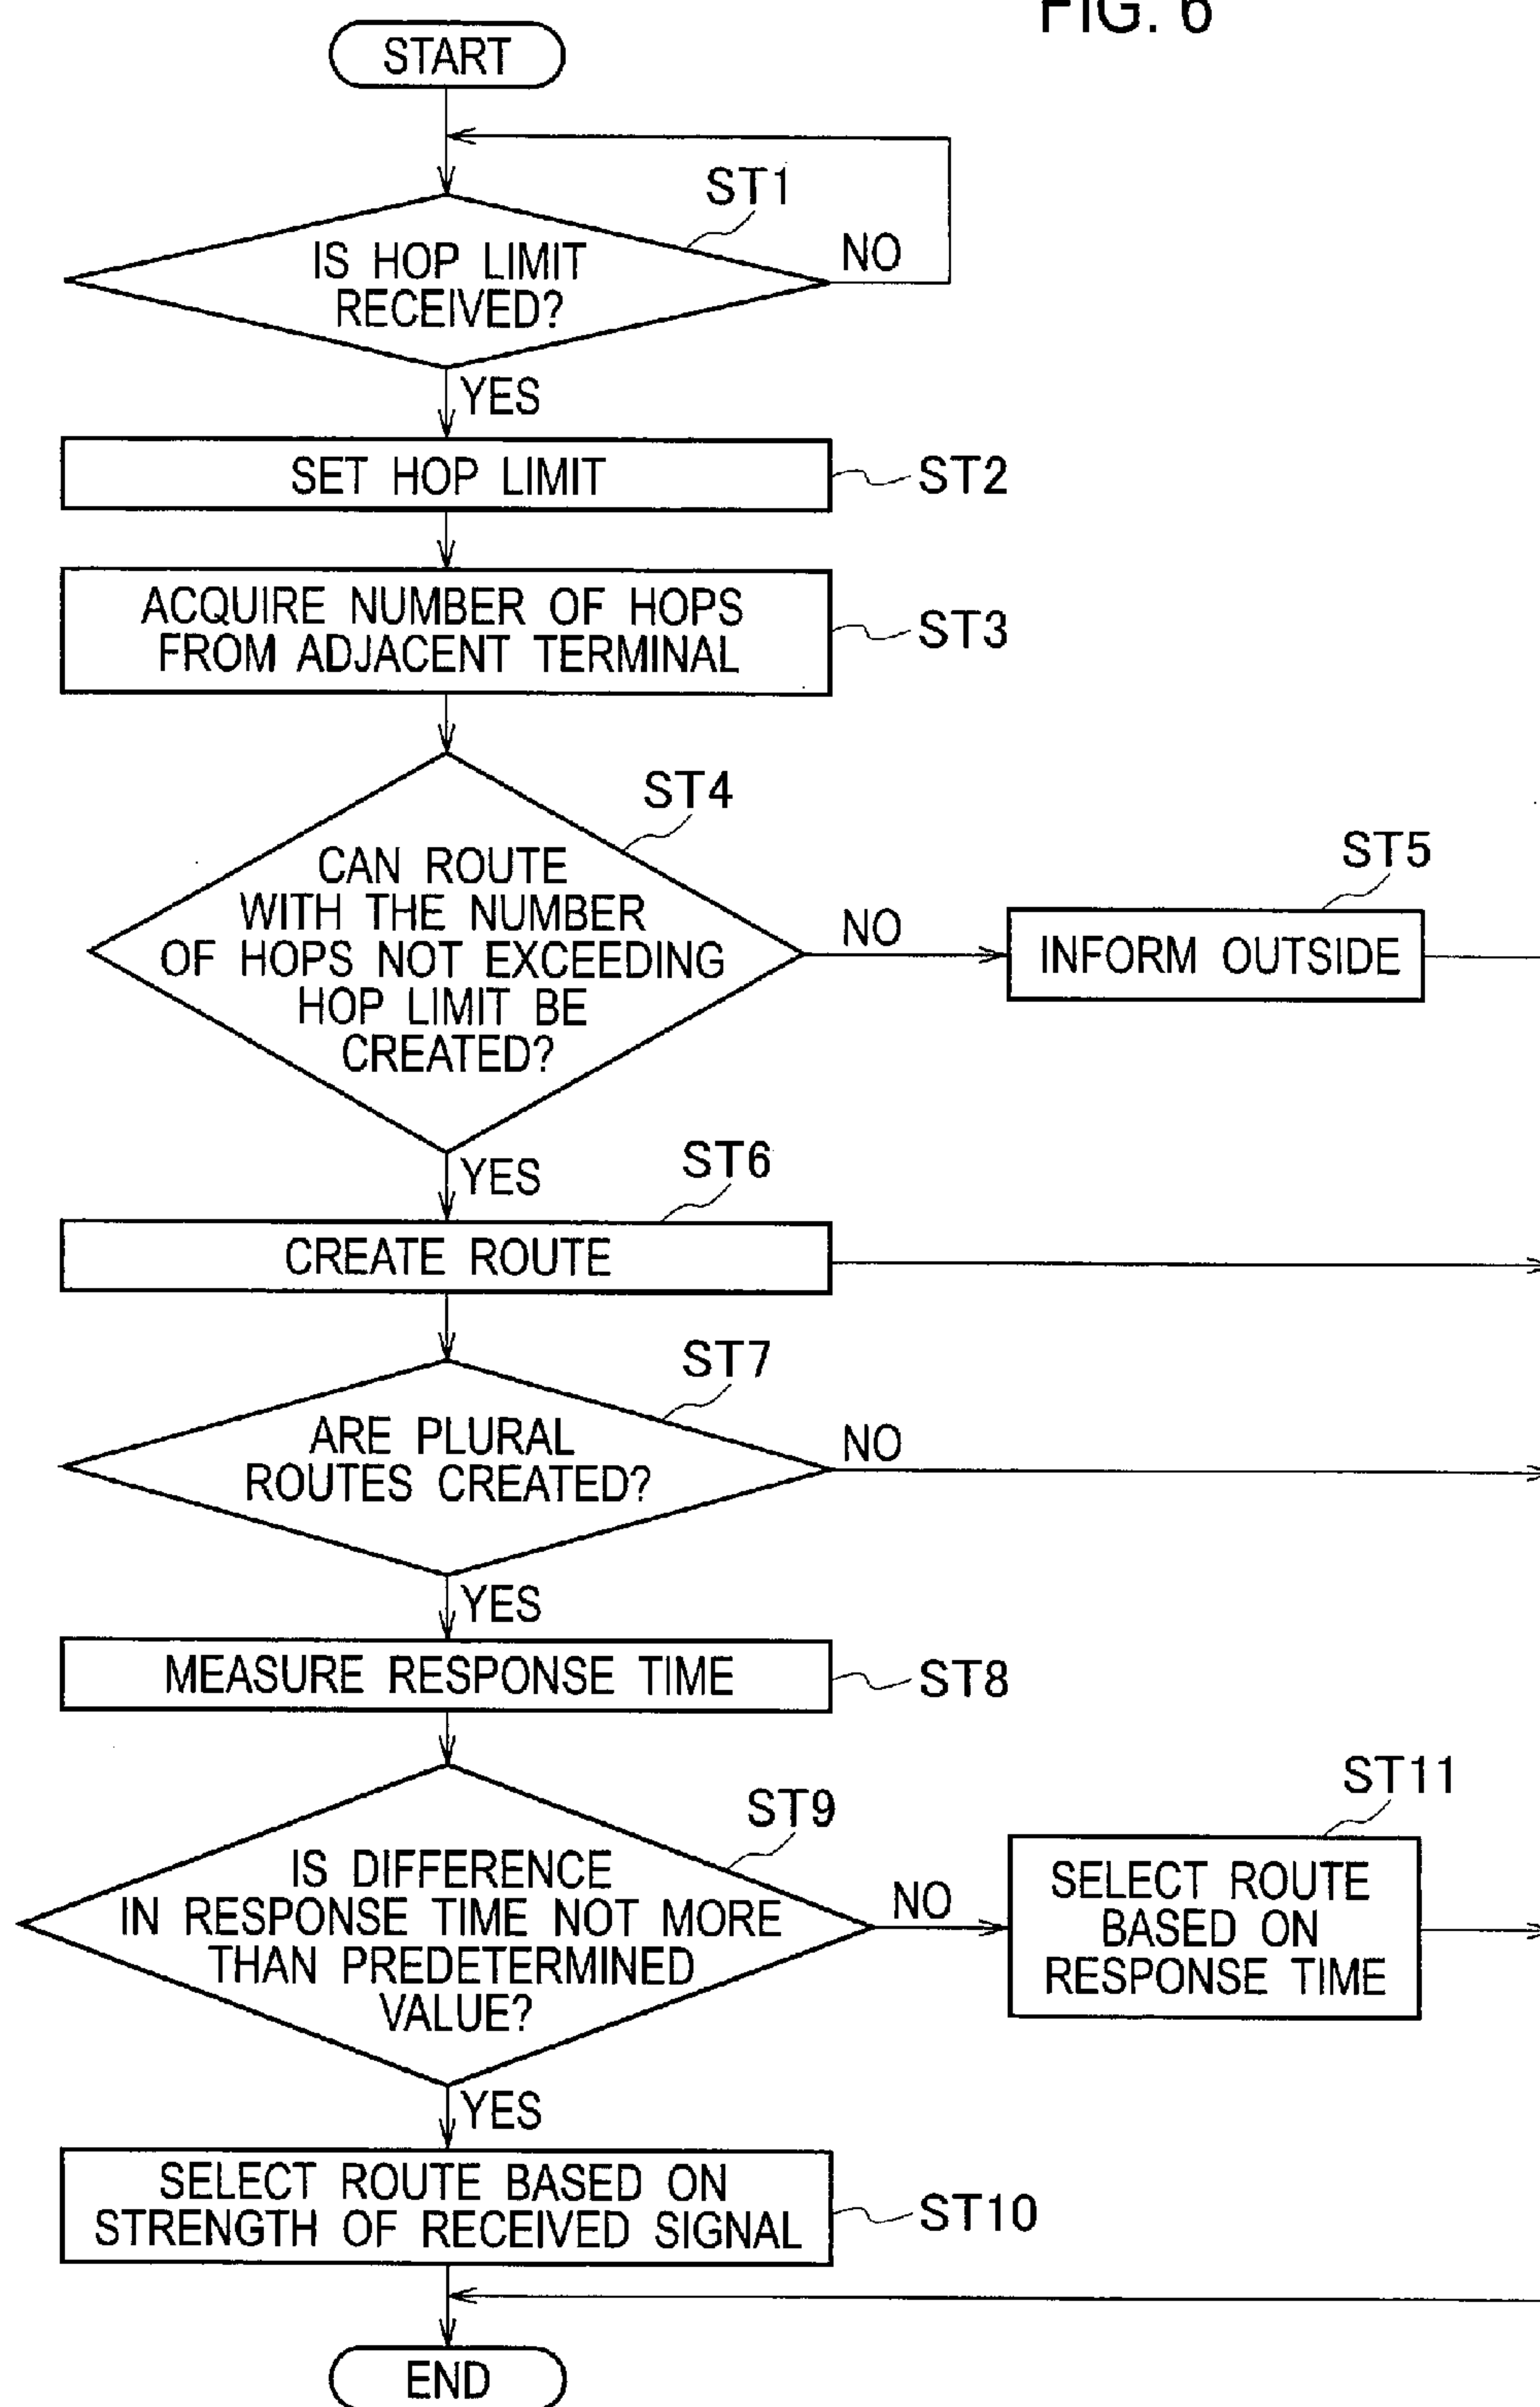 FIG. 6
START
ST1
IS HOP LIMIT
RECEIVED?
NO
YES
SET HOP LIMIT
ST2
ACQUIRE NUMBER OF HOPS
FROM ADJACENT TERMINAL
ST3
ST4
CAN ROUTE
WITH THE NUMBER
OF HOPS NOT EXCEEDING
HOP LIMIT BE
CREATED?
NO
ST5
INFORM OUTSIDE
YES
ST6
CREATE ROUTE
ST7
ARE PLURAL
ROUTES CREATED?
NO
YES
MEASURE RESPONSE TIME
ST8
ST9
IS DIFFERENCE
IN RESPONSE TIME NOT MORE
THAN PREDETERMINED
VALUE?
NO
ST11
SELECT ROUTE
BASED ON
RESPONSE TIME
YES
SELECT ROUTE BASED ON
STRENGTH OF RECEIVED SIGNAL
ST10
END